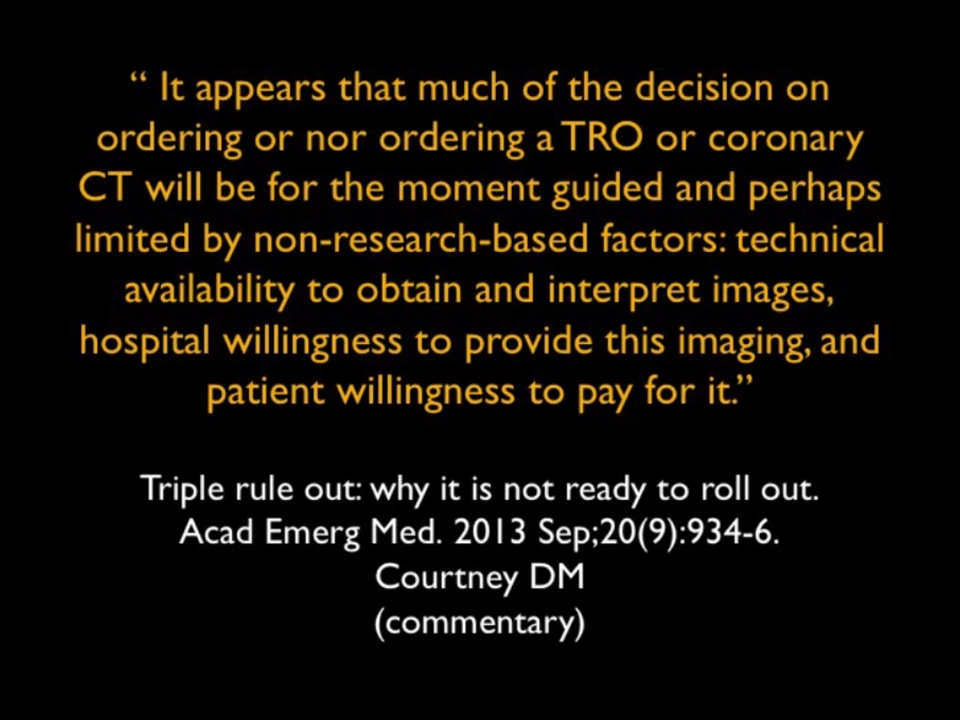 “ It appears that much of the decision on
ordering or nor ordering a TRO or coronary
CT will be for the moment guided and perhaps
limited by non-research-based factors: technical
availability to obtain and interpret images,
hospital willingness to provide this imaging, and
patient willingness to pay for it.”
Triple rule out: why it is not ready to roll out.
Acad Emerg Med. 2013 Sep;20(9):934-6.
Courtney DM
(commentary)